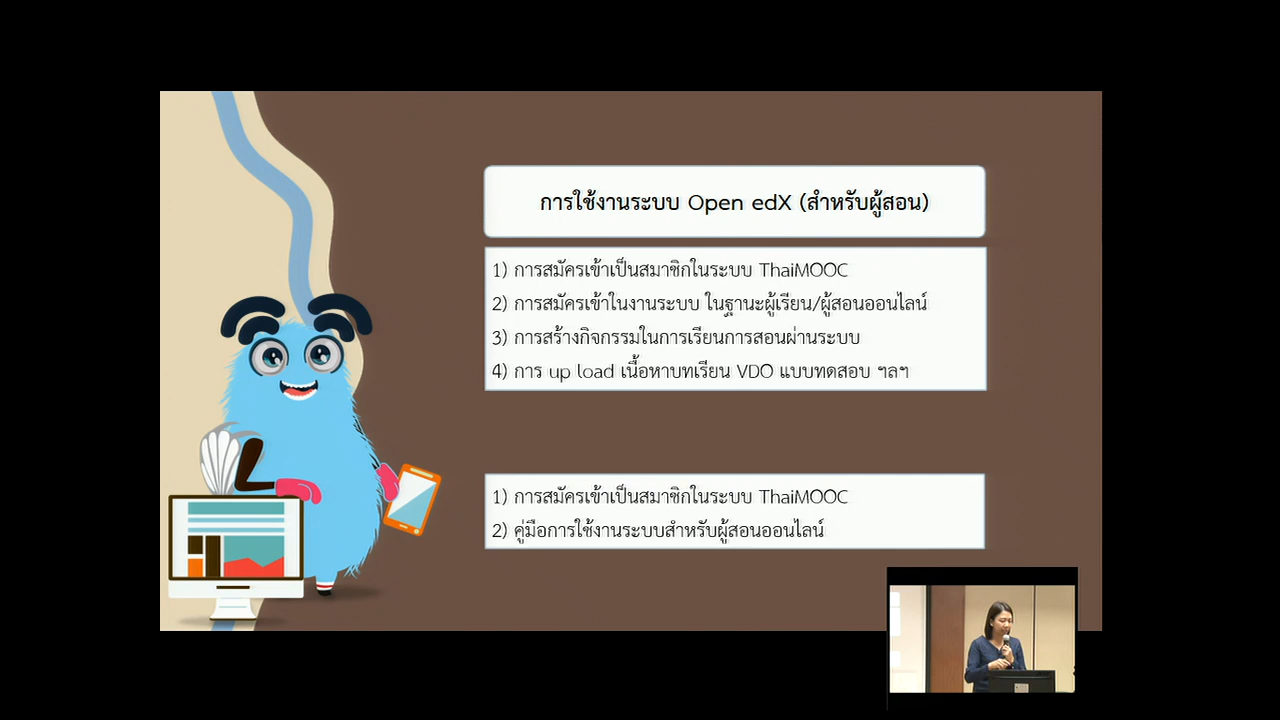 การใช้งานระบบ Open edX (สำหรับผู้สอน)
1) การสมัครเข้าเป็นสมาชิกในระบบ ThaiMOOC
2) การสมัครเข้าในงานระบบ ในฐานะผู้เรียน/ผู้สอนออนไลน์
3) การสร้างกิจกรรมในการเรียนการสอนผ่านระบบ
4) การ up load เนื้อหาบทเรียน VDO แบบทดสอบ ฯลฯ
1) การสมัครเข้าเป็นสมาชิกในระบบ ThaiMOOC
2) คู่มือการใช้งานระบบสำหรับผู้สอนออนไลน์